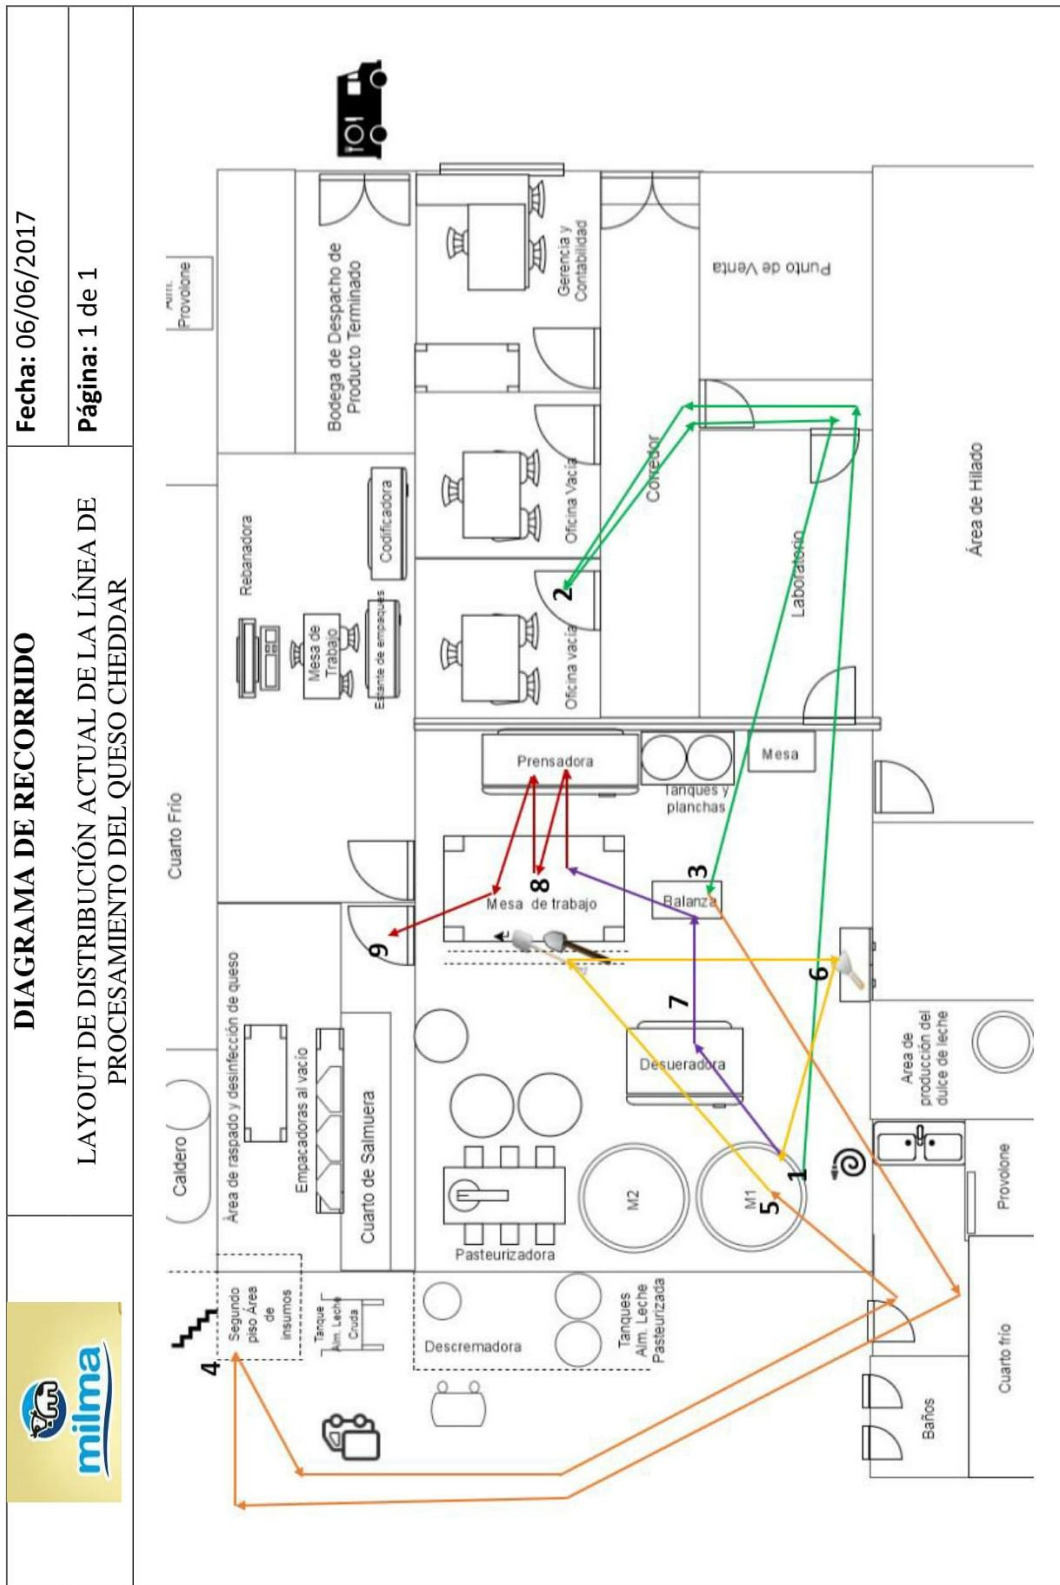 milma
DIAGRAMA DE RECORRIDO
LAYOUT DE DISTRIBUCIÓN ACTUAL DE LA LÍNEA DE
PROCESAMIENTO DEL QUESO CHEDDAR
Fecha: 06/06/2017
Página: 1 de 1
Caldero
Cuarto Frío
Alm.
Provolone
4
Segundo
piso Área
de
insumos
Área de raspado y desinfección de queso
Rebanadora
Tanque
Alm. Leche
Cruda
Empacadoras al vacío
Mesa de
Trabajo
Bodega de Despacho de
Producto Terminado
Cuarto de Salmuera
9
Estante de empaques
Codificadora
Descremadora
Pasteurizadora
Mesa de trabajo
8
Prensadora
Oficina vacía
2
Oficina Vacía
Gerencia y
Contabilidad
Tanques
Alm. Leche
Pasteurizada
M2
Desueradora
7
Balanza
3
Tanques y
planchas
Corredor
M1
5
1
6
Mesa
Laboratorio
Punto de Venta
Baños
Cuarto frío
Provolone
Area de
producción del
dulce de leche
Área de Hilado